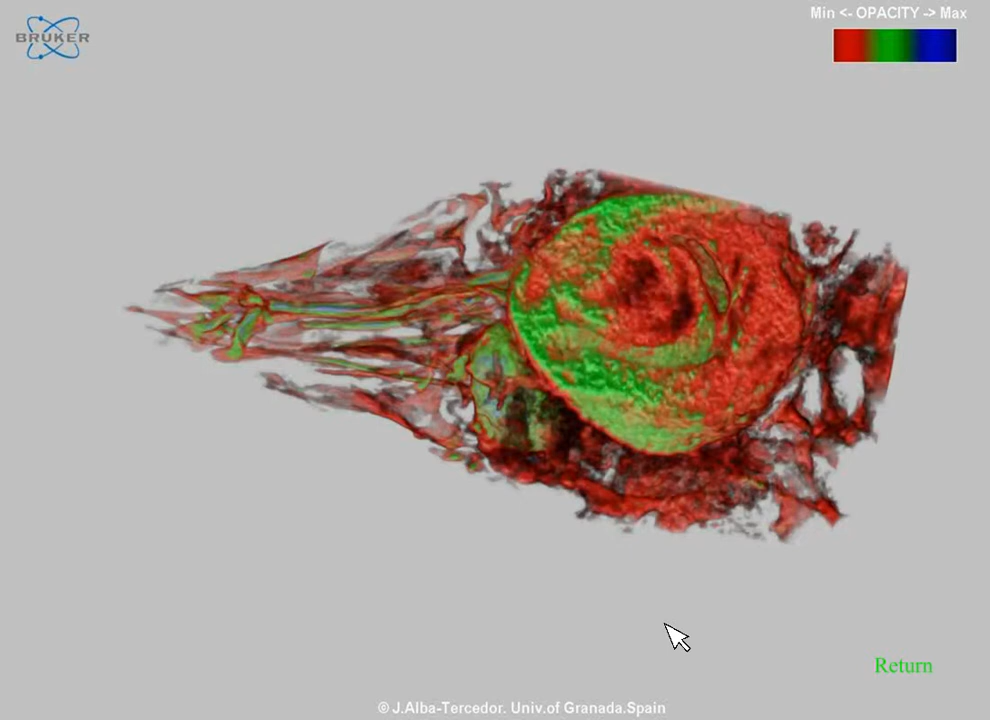 BRUKER
Min <- OPACITY -> Max
Return
© J.Alba-Tercedor. Univ.of Granada.Spain